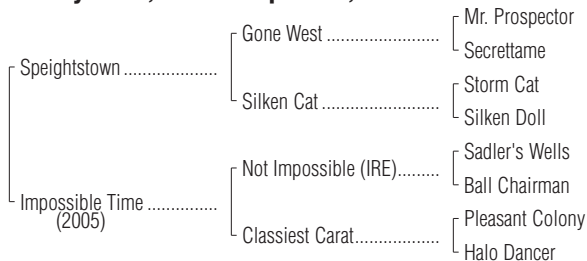 Mr. Prospector
Gone West
Secrettame
Speightstown
Storm Cat
Silken Cat
Silken Doll
Sadler's Wells
Not Impossible (IRE)
Ball Chairman
Impossible Time
(2005)
Pleasant Colony
Classiest Carat
Halo Dancer